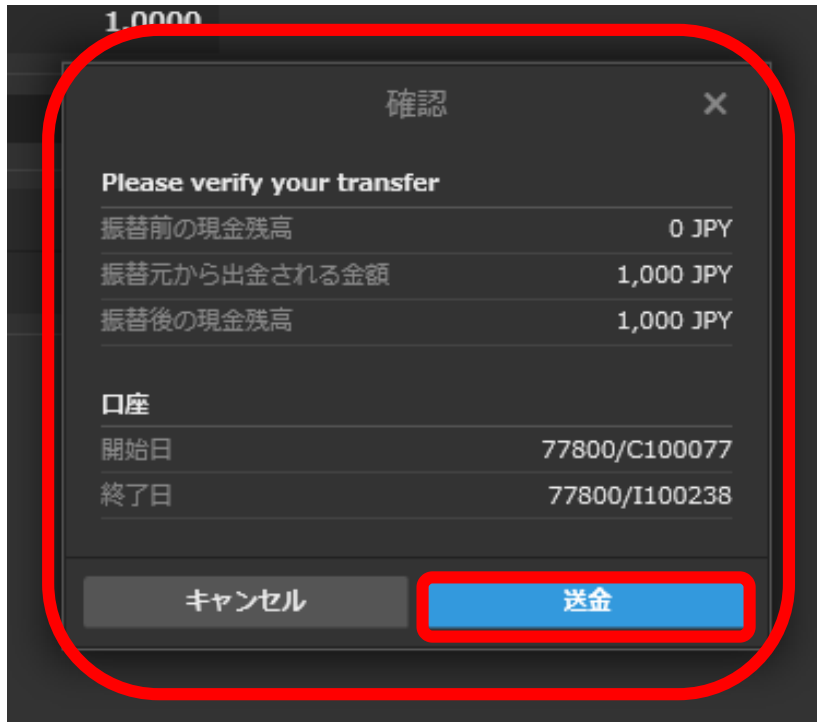 1.0000
確認 ×
Please verify your transfer
振替前の現金残高 0 JPY
振替元から出金される金額 1,000 JPY
振替後の現金残高 1,000 JPY
口座
開始日 77800/C100077
終了日 77800/I100238
キャンセル 送金